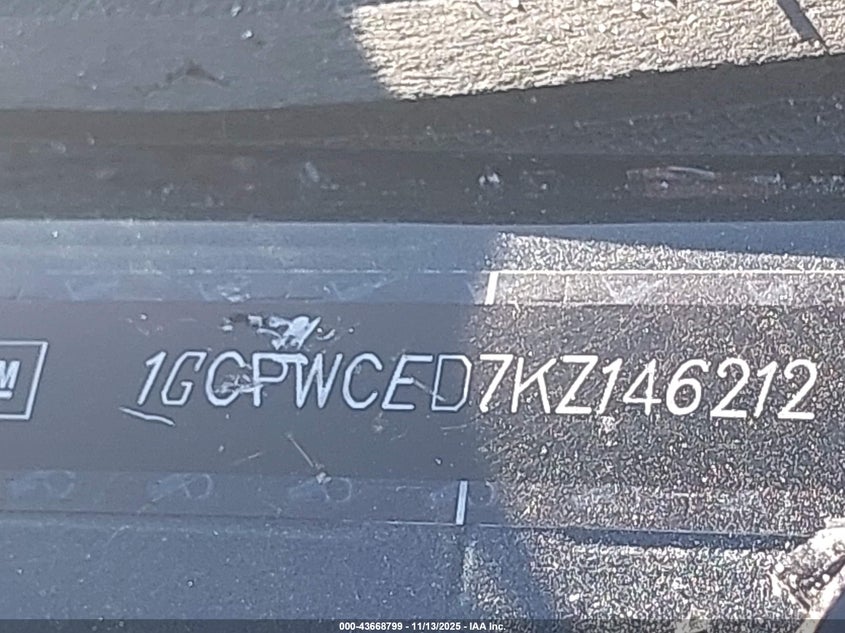 M
1GCPWCED7KZ146212
000-43668799 - 11/13/2025 - IAA Inc.